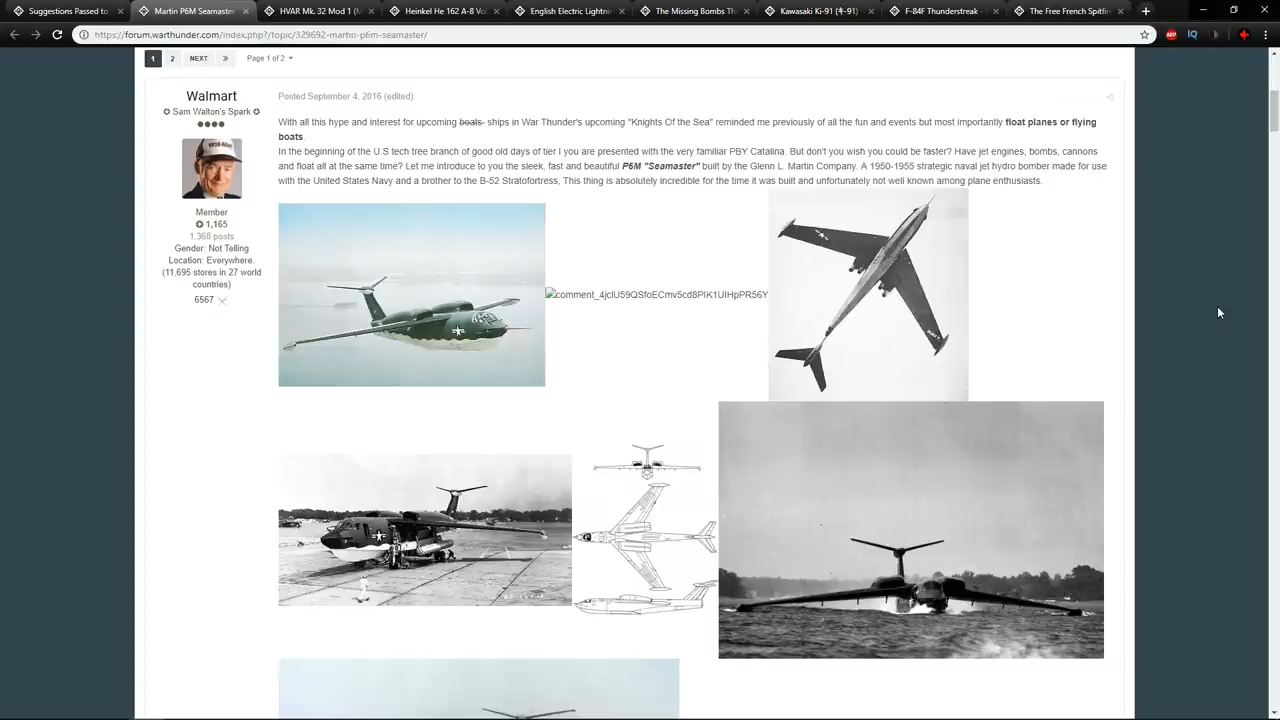 Suggestions Passed to
Martin P6M Seamaster
HVAR Mk. 32 Mod 1 (M
Heinkel He 162 A-8 Vo
English Electric Lightnin
The Missing Bombs Th
Kawasaki Ki-91 (キ-91)
F-84F Thunderstreak
The Free French Spitfir
https://forum.warthunder.com/index.php?/topic/329692-martin-p6m-seamaster/
ABP
IQ
1 2 NEXT » Page 1 of 2
Walmart
Sam Walton's Spark
Wal-Mart
Member
1,165
1,368 posts
Gender: Not Telling
Location: Everywhere.
(11,695 stores in 27 world
countries)
6567
Posted September 4, 2016 (edited)
With all this hype and interest for upcoming boats- ships in War Thunder's upcoming "Knights Of the Sea" reminded me previously of all the fun and events but most importantly float planes or flying
boats.
In the beginning of the U.S tech tree branch of good old days of tier I you are presented with the very familiar PBY Catalina. But don't you wish you could be faster? Have jet engines, bombs, cannons
and float all at the same time? Let me introduce you to the sleek, fast and beautiful P6M "Seamaster" built by the Glenn L. Martin Company. A 1950-1955 strategic naval jet hydro bomber made for use
with the United States Navy and a brother to the B-52 Stratofortress, This thing is absolutely incredible for the time it was built and unfortunately not well known among plane enthusiasts.
comment_4jclU59QSfoECmv5cd8PlK1UIHpPR56Y
NAVY